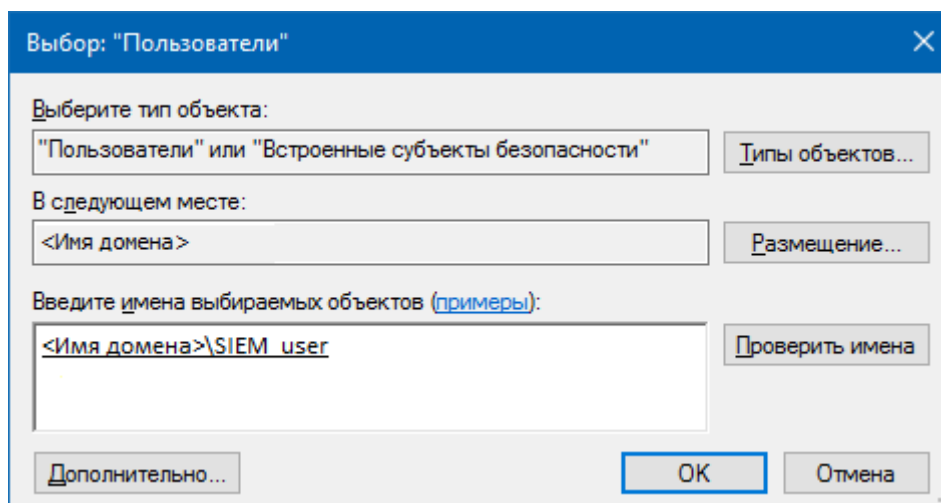 Выбор: "Пользователи"
Выберите тип объекта:
"Пользователи" или "Встроенные субъекты безопасности"
Типы объектов...
В следующем месте:
<Имя домена>
Размещение...
Введите имена выбираемых объектов (примеры):
<Имя домена>\SIEM_user
Проверить имена
Дополнительно...
OK
Отмена